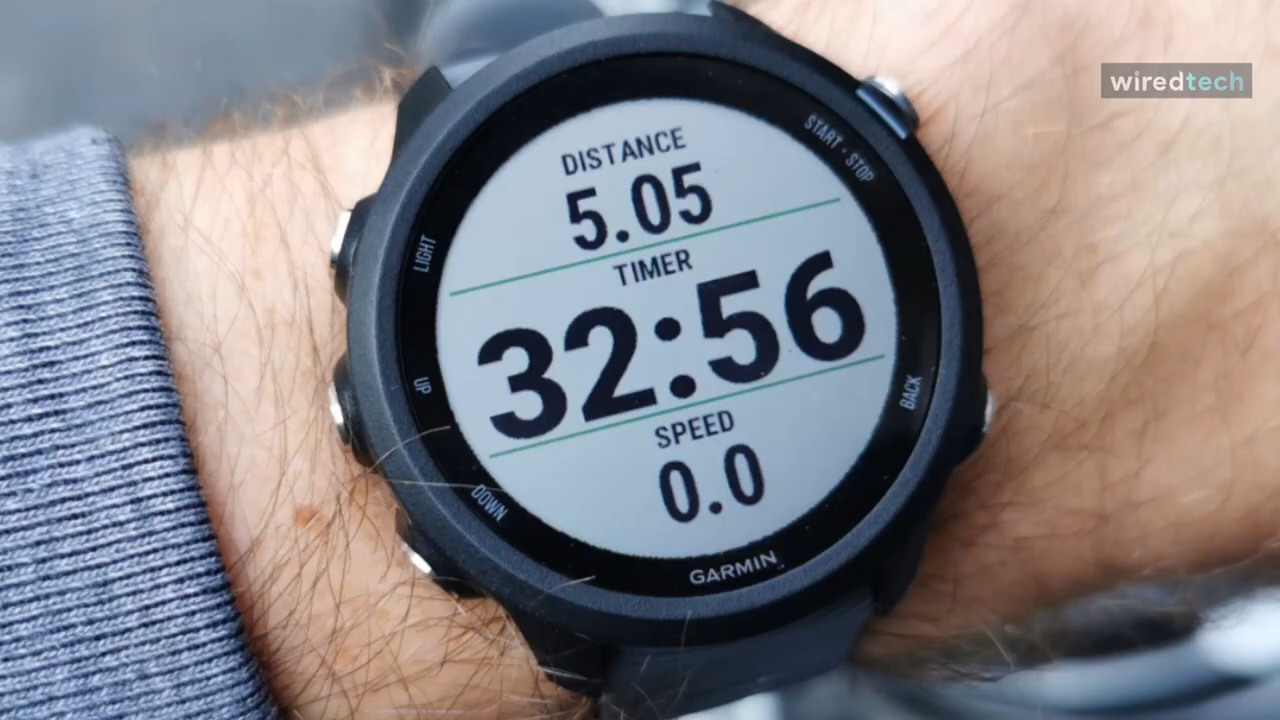 wiredtech
START · STOP
DISTANCE
5.05
LIGHT
TIMER
32:56
UP
BACK
SPEED
0.0
DOWN
GARMIN